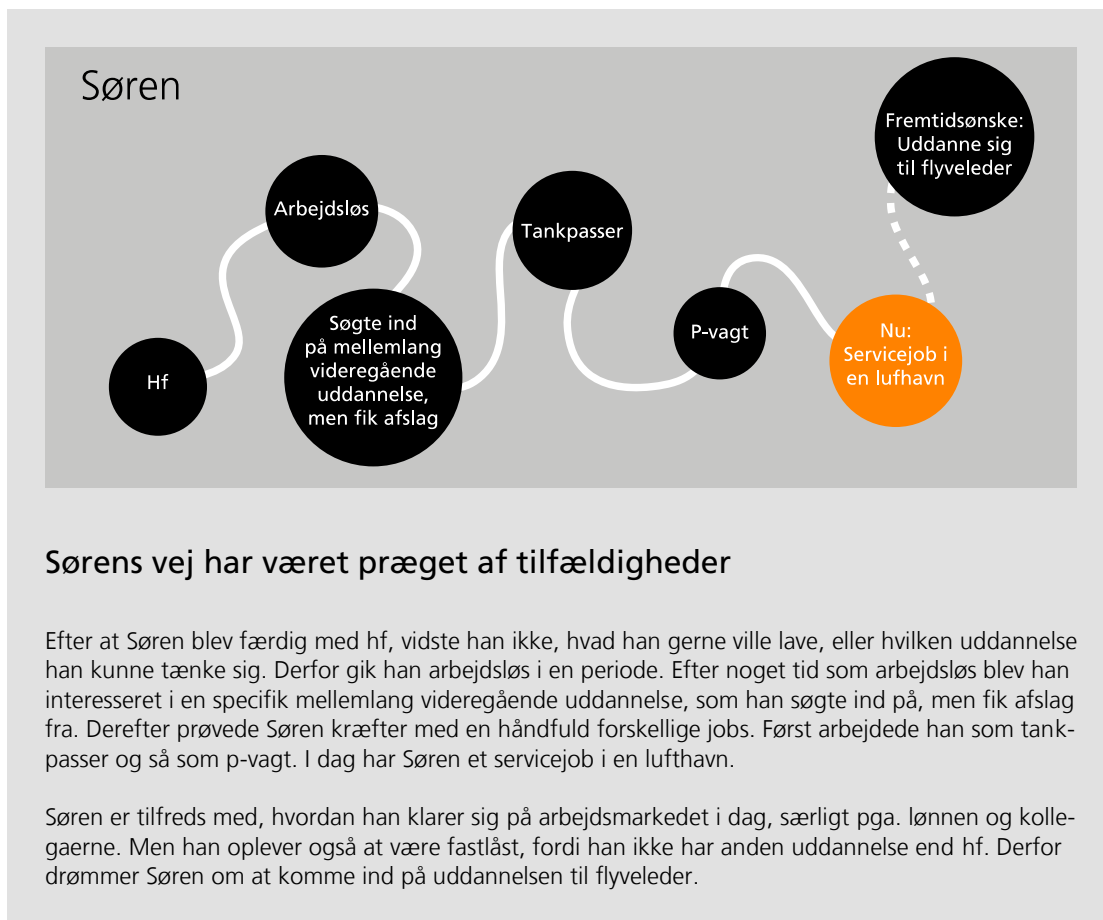 Søren
Fremtidsønske:
Uddanne sig
til flyveleder
Arbejdsløs
Tankpasser
Søgte ind
på mellemlang
videregående
uddannelse,
men fik afslag
P-vagt
Nu:
Servicejob i
en lufhavn
Hf
Sørens vej har været præget af tilfældigheder
Efter at Søren blev færdig med hf, vidste han ikke, hvad han gerne ville lave, eller hvilken uddannelse
han kunne tænke sig. Derfor gik han arbejdsløs i en periode. Efter noget tid som arbejdsløs blev han
interesseret i en specifik mellemlang videregående uddannelse, som han søgte ind på, men fik afslag
fra. Derefter prøvede Søren kræfter med en håndfuld forskellige jobs. Først arbejdede han som tank-
passer og så som p-vagt. I dag har Søren et servicejob i en lufthavn.
Søren er tilfreds med, hvordan han klarer sig på arbejdsmarkedet i dag, særligt pga. lønnen og kolle-
gaerne. Men han oplever også at være fastlåst, fordi han ikke har anden uddannelse end hf. Derfor
drømmer Søren om at komme ind på uddannelsen til flyveleder.